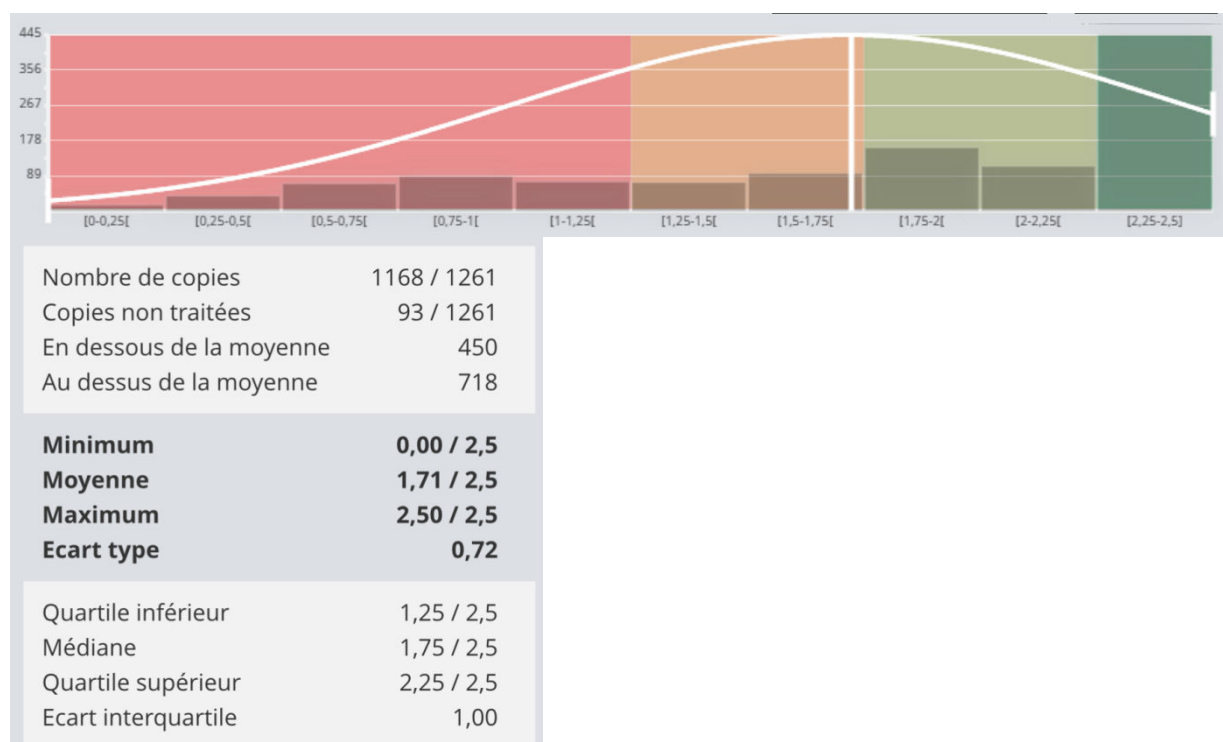 445
356
267
178
89
[0-0,25[ [0,25-0,5[ [0,5-0,75[ [0,75-1[ [1-1,25[ [1,25-1,5[ [1,5-1,75[ [1,75-2[ [2-2,25[ [2,25-2,5]
Nombre de copies 1168 / 1261
Copies non traitées 93 / 1261
En dessous de la moyenne 450
Au dessus de la moyenne 718
Minimum 0,00 / 2,5
Moyenne 1,71 / 2,5
Maximum 2,50 / 2,5
Ecart type 0,72
Quartile inférieur 1,25 / 2,5
Médiane 1,75 / 2,5
Quartile supérieur 2,25 / 2,5
Ecart interquartile 1,00